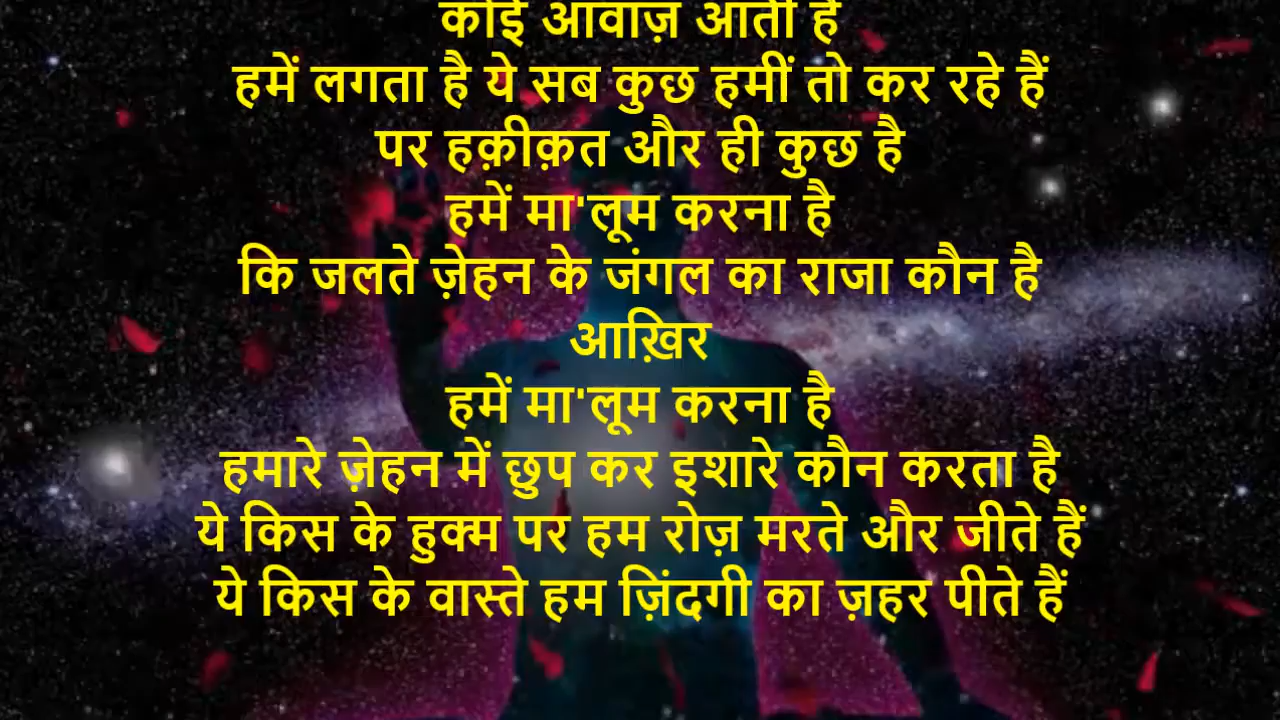 कोई आवाज़ आती है
हमें लगता है ये सब कुछ हमीं तो कर रहे हैं
पर हक़ीक़त और ही कुछ है
हमें मा'लूम करना है
कि जलते ज़ेहन के जंगल का राजा कौन है
आख़िर
हमें मा'लूम करना है
हमारे ज़ेहन में छुप कर इशारे कौन करता है
ये किस के हुक्म पर हम रोज़ मरते और जीते हैं
ये किस के वास्ते हम ज़िंदगी का ज़हर पीते हैं